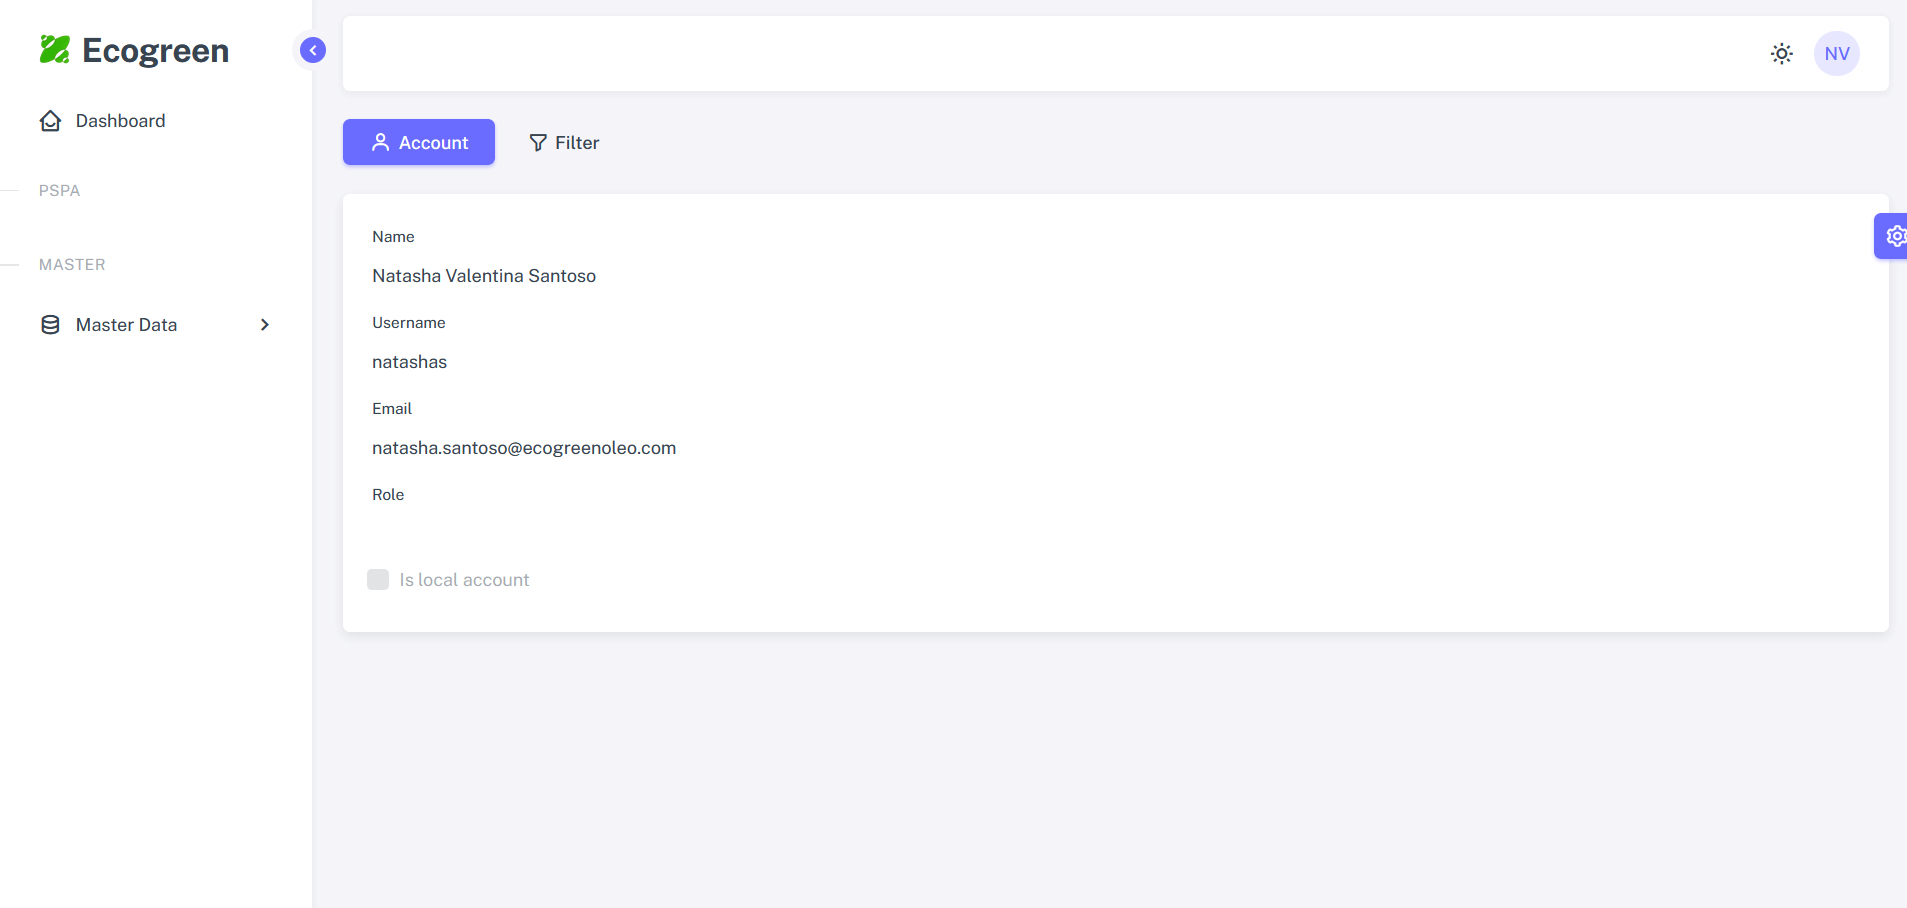 Ecogreen
NV
Dashboard
Account
Filter
PSPA
Name
MASTER
Natasha Valentina Santoso
Username
Master Data
natashas
Email
natasha.santoso@ecogreenoleo.com
Role
Is local account